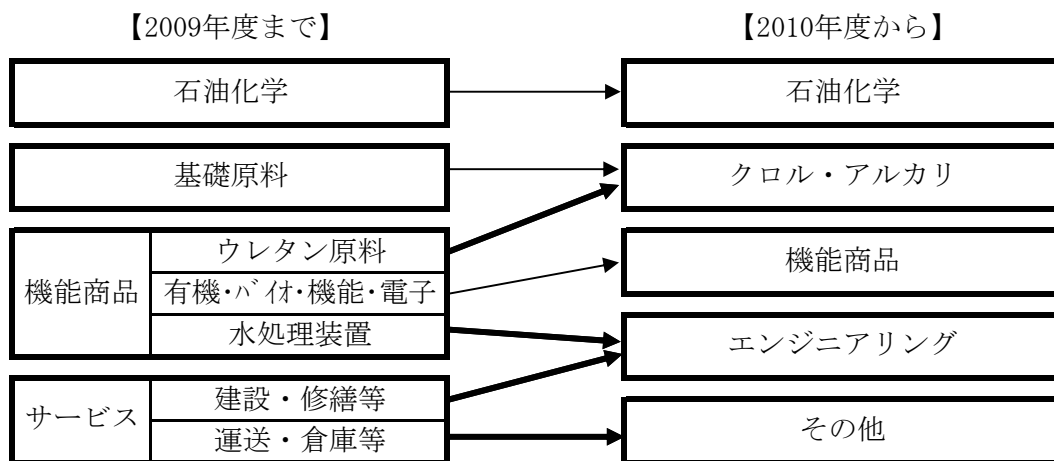 【2009年度まで】
【2010年度から】
石油化学
石油化学
基礎原料
クロル・アルカリ
機能商品
ウレタン原料
有機・ﾊﾞｲｵ・機能・電子
水処理装置
機能商品
エンジニアリング
サービス
建設・修繕等
運送・倉庫等
その他